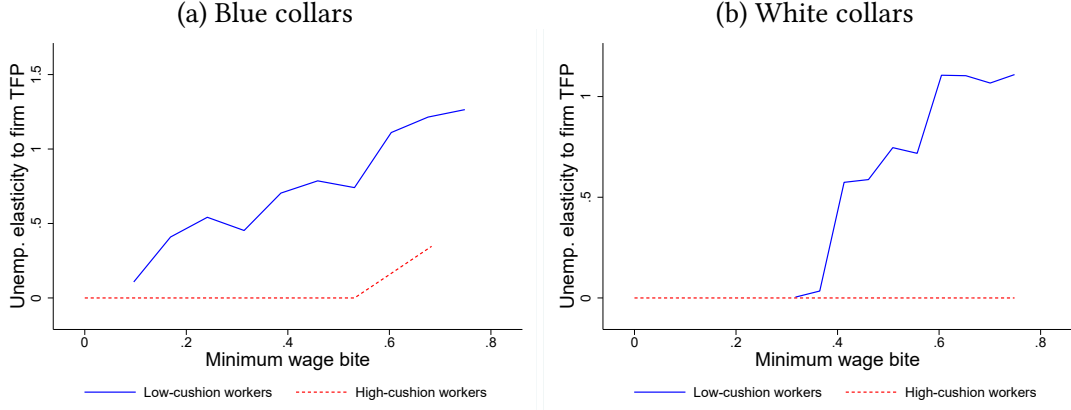 (a) Blue collars
Unemp. elasticity to firm TFP
1.5
1
.5
0
0 .2 .4 .6 .8
Minimum wage bite
Low-cushion workers High-cushion workers
(b) White collars
Unemp. elasticity to firm TFP
1
.5
0
0 .2 .4 .6 .8
Minimum wage bite
Low-cushion workers High-cushion workers